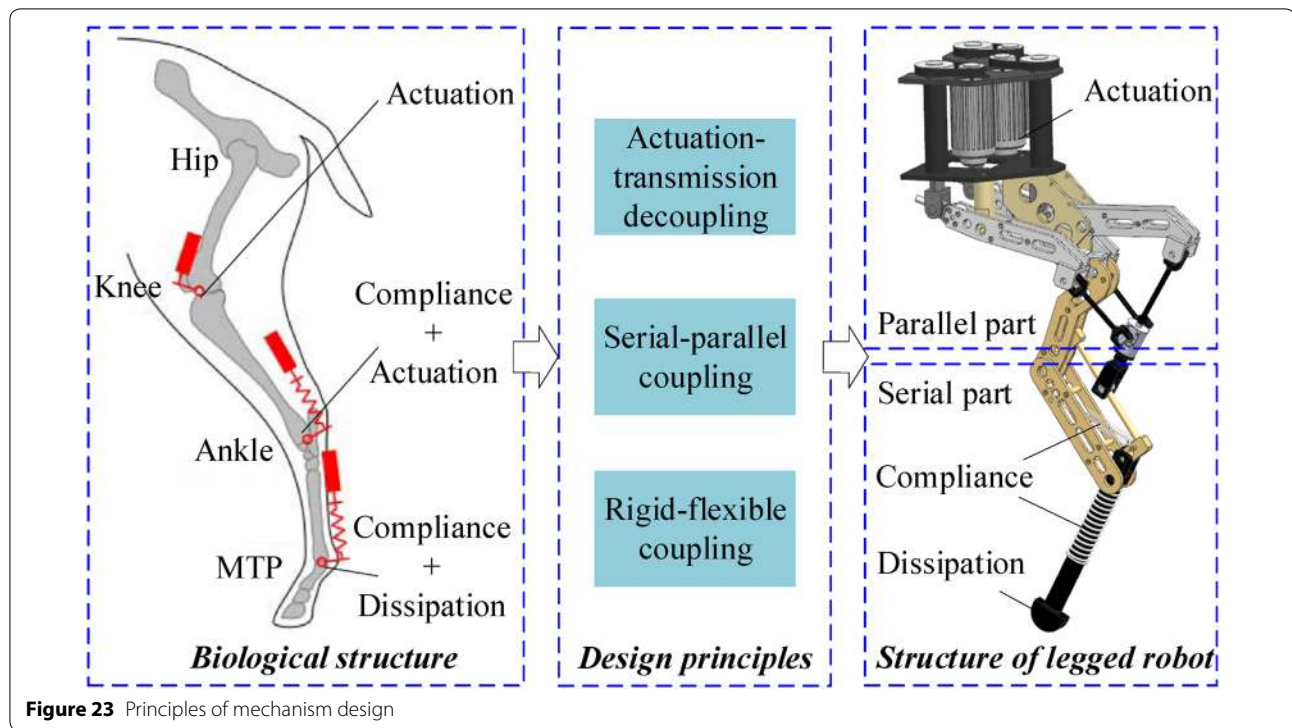 Actuation
Hip
Knee
Compliance
+
Actuation
Ankle
Compliance
+
Dissipation
MTP
Biological structure
Actuation-
transmission
decoupling
Serial-parallel
coupling
Rigid-flexible
coupling
Design principles
Actuation
Parallel part
Serial part
Compliance
Dissipation
Structure of legged robot
Figure 23 Principles of mechanism design